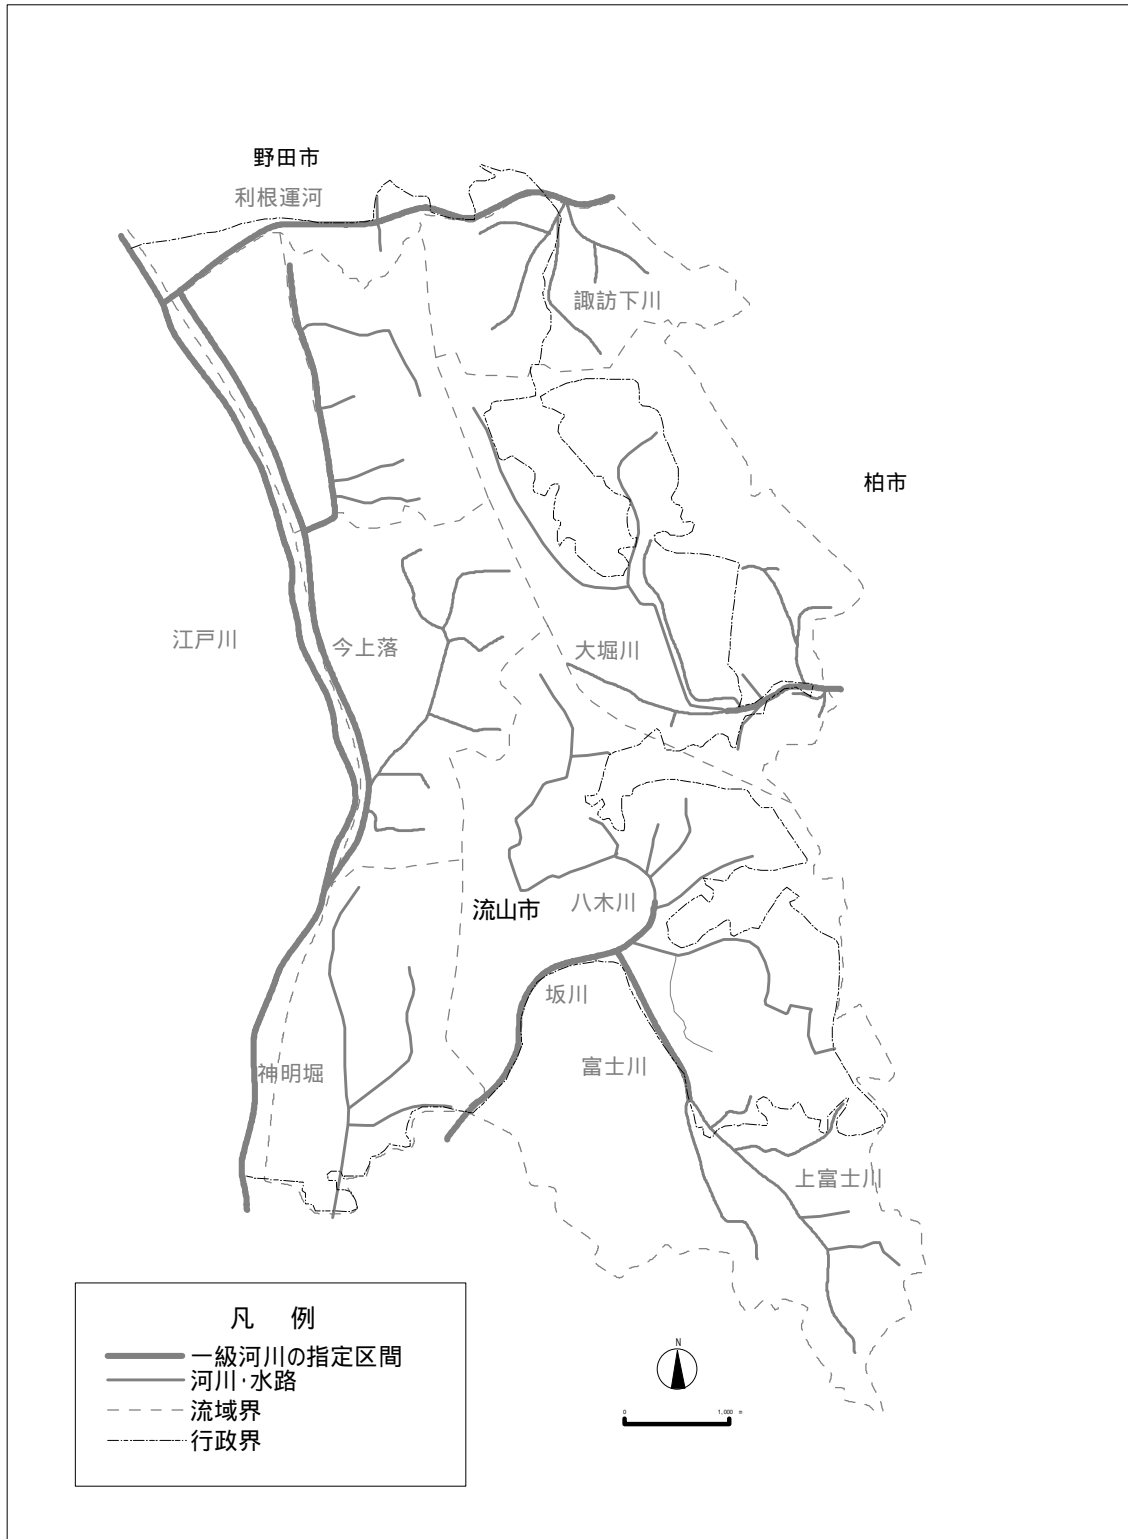 野田市
利根運河
諏訪下川
柏市
江戸川
今上落
大堀川
流山市
八木川
坂川
富士川
神明堀
上富士川
凡 例
一級河川の指定区間
河川・水路
流域界
行政界
N
0 1,000 m